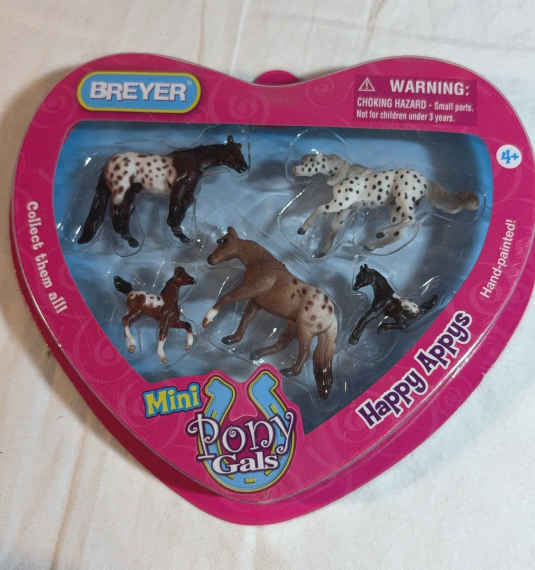 BREYER
WARNING:
CHOKING HAZARD - Small parts.
Not for children under 3 years.
4+
Collect them all!
Hand-painted!
Happy Appys
Mini
Pony
Gals